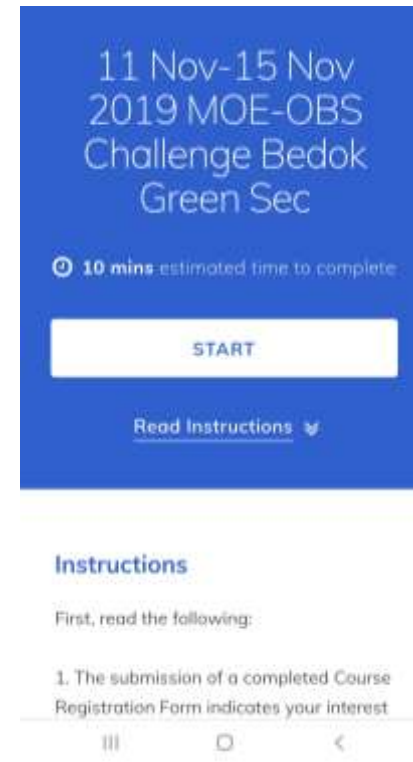 11 Nov-15 Nov
2019 MOE-OBS
Challenge Bedok
Green Sec
10 mins estimated time to complete
START
Read Instructions
Instructions
First, read the following:
1. The submission of a completed Course
Registration Form indicates your interest